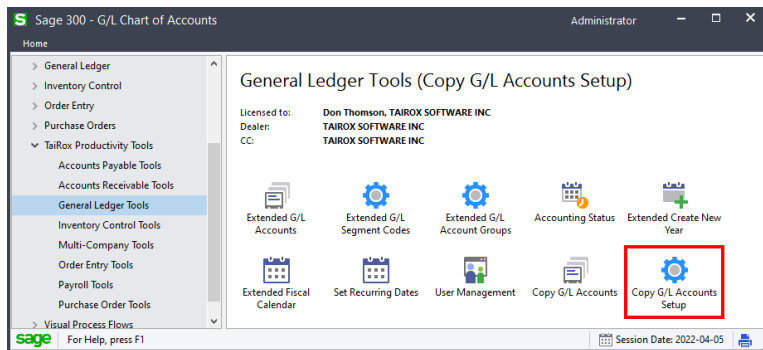 S Sage 300 - G/L Chart of Accounts
Administrator
Home
General Ledger
Inventory Control
Order Entry
Purchase Orders
TaiRox Productivity Tools
Accounts Payable Tools
Accounts Receivable Tools
General Ledger Tools
Inventory Control Tools
Multi-Company Tools
Order Entry Tools
Payroll Tools
Purchase Order Tools
Visual Process Flows
General Ledger Tools (Copy G/L Accounts Setup)
Licensed to: Don Thomson, TAIROX SOFTWARE INC
Dealer: TAIROX SOFTWARE INC
CC: TAIROX SOFTWARE INC
Extended G/L
Accounts
Extended G/L
Segment Codes
Extended G/L
Account Groups
Accounting Status
Extended Create New
Year
Extended Fiscal
Calendar
Set Recurring Dates
User Management
Copy G/L Accounts
Copy G/L Accounts
Setup
sage For Help, press F1
Session Date: 2022-04-05